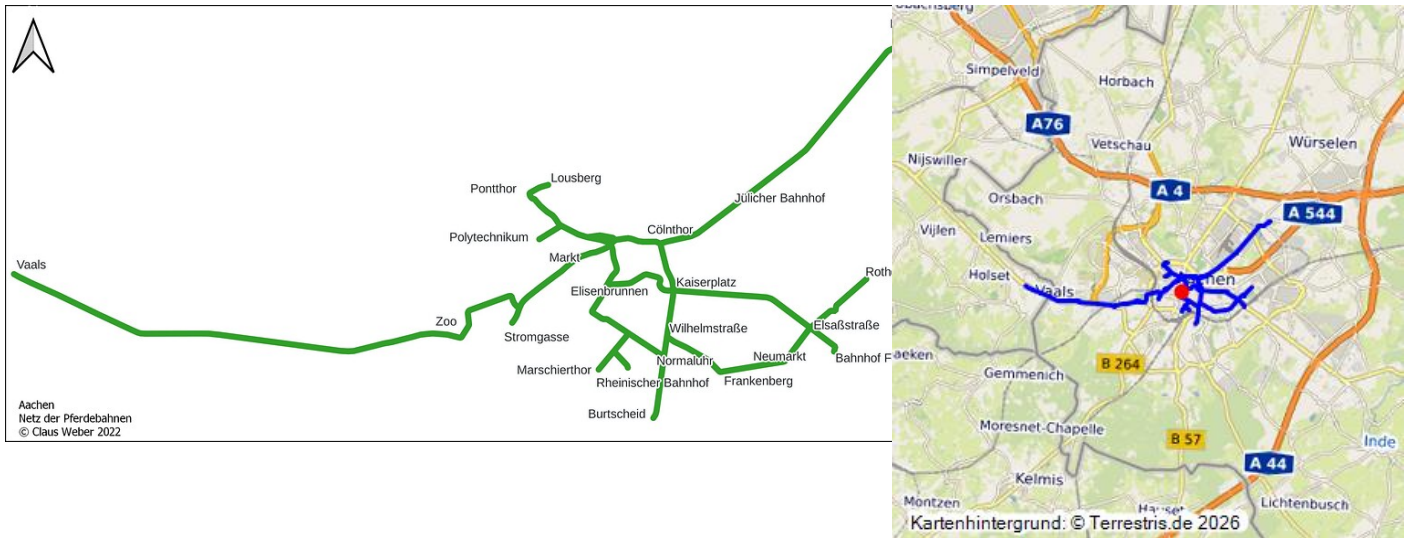 Lousberg
Pontthor
Jülicher Bahnhof
Cölnthor
Polytechnikum
Markt
Vaals
Kaiserplatz
Elisenbrunnen
Zoo
Wilhelmstraße
Elsaßstraße
Stromgasse
Normaluhr
Neumarkt
Bahnhof F
Marschierthor
Rheinischer Bahnhof
Frankenberg
Burtscheid
Aachen
Netz der Pferdebahnen
© Claus Weber 2022
Simpelveld
Horbach
A76
Vetschau
Würselen
Nijswiller
A 4
Orsbach
A 544
Vijlen
Lemiers
Holset
Vaals
B 264
Gemmenich
Moresnet-Chapelle
B 57
Inde
A 44
Kelmis
Montzen
Hauset
Lichtenbusch
Kartenhintergrund: © Terrestris.de 2026